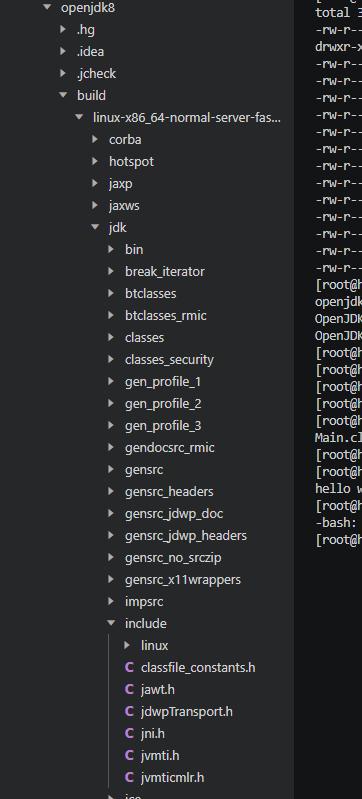 openjdk8
.hg
.idea
.jcheck
build
linux-x86_64-normal-server-fas...
corba
hotspot
jaxp
jaxws
jdk
bin
break_iterator
btclasses
btclasses_rmic
classes
classes_security
gen_profile_1
gen_profile_2
gen_profile_3
gendocsrc_rmic
gensrc
gensrc_headers
gensrc_jdwp_doc
gensrc_jdwp_headers
gensrc_no_srczip
gensrc_x11wrappers
impsrc
include
linux
C classfile_constants.h
C jawt.h
C jdwpTransport.h
C jni.h
C jvmti.h
C jvmticmlr.h
total 3
-rw-r--
drwxr-x
-rw-r--
-rw-r--
-rw-r--
-rw-r--
-rw-r--
-rw-r--
-rw-r--
-rw-r--
-rw-r--
-rw-r--
-rw-r--
-rw-r--
-rw-r--
[root@h
openjdk
OpenJDK
OpenJDK
[root@h
[root@h
[root@h
[root@h
[root@h
Main.cl
[root@h
[root@h
hello w
[root@h
-bash:
[root@h